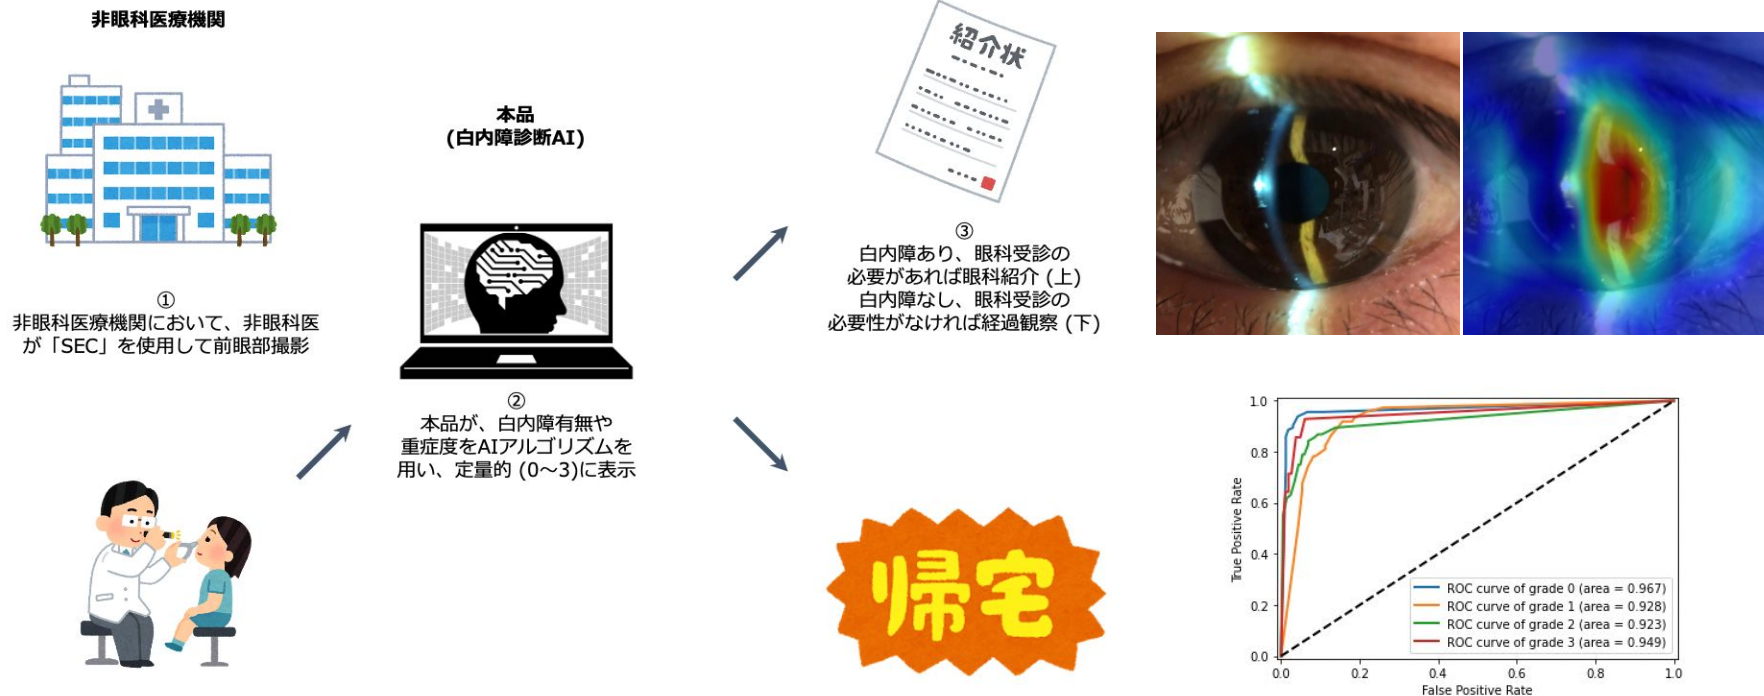 非眼科医療機関
①
非眼科医療機関において、非眼科医
が「SEC」を使用して前眼部撮影
本品
(白内障診断AI)
②
本品が、白内障有無や
重症度をAIアルゴリズムを
用い、定量的 (0～3)に表示
紹介状
③
白内障あり、眼科受診の
必要があれば眼科紹介 (上)
白内障なし、眼科受診の
必要性がなければ経過観察 (下)
帰宅
1.0
0.8
0.6
0.4
0.2
0.0
True Positive Rate
ROC curve of grade 0 (area = 0.967)
ROC curve of grade 1 (area = 0.928)
ROC curve of grade 2 (area = 0.923)
ROC curve of grade 3 (area = 0.949)
0.0 0.2 0.4 0.6 0.8 1.0
False Positive Rate